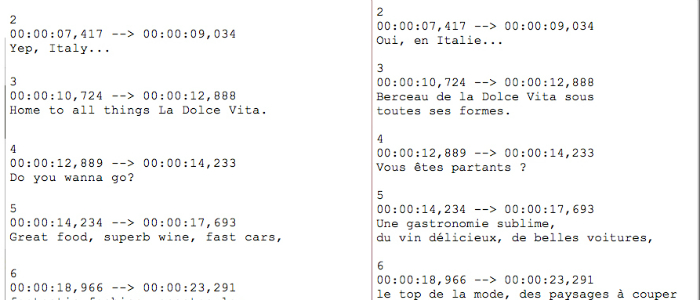 2
00:00:07,417 --> 00:00:09,034
Yep, Italy...
3
00:00:10,724 --> 00:00:12,888
Home to all things La Dolce Vita.
4
00:00:12,889 --> 00:00:14,233
Do you wanna go?
5
00:00:14,234 --> 00:00:17,693
Great food, superb wine, fast cars,
6
00:00:18,966 --> 00:00:23,291
2
00:00:07,417 --> 00:00:09,034
Oui, en Italie...
3
00:00:10,724 --> 00:00:12,888
Berceau de la Dolce Vita sous
toutes ses formes.
4
00:00:12,889 --> 00:00:14,233
Vous êtes partants ?
5
00:00:14,234 --> 00:00:17,693
Une gastronomie sublime,
du vin délicieux, de belles voitures,
6
00:00:18,966 --> 00:00:23,291
le top de la mode, des paysages à couper